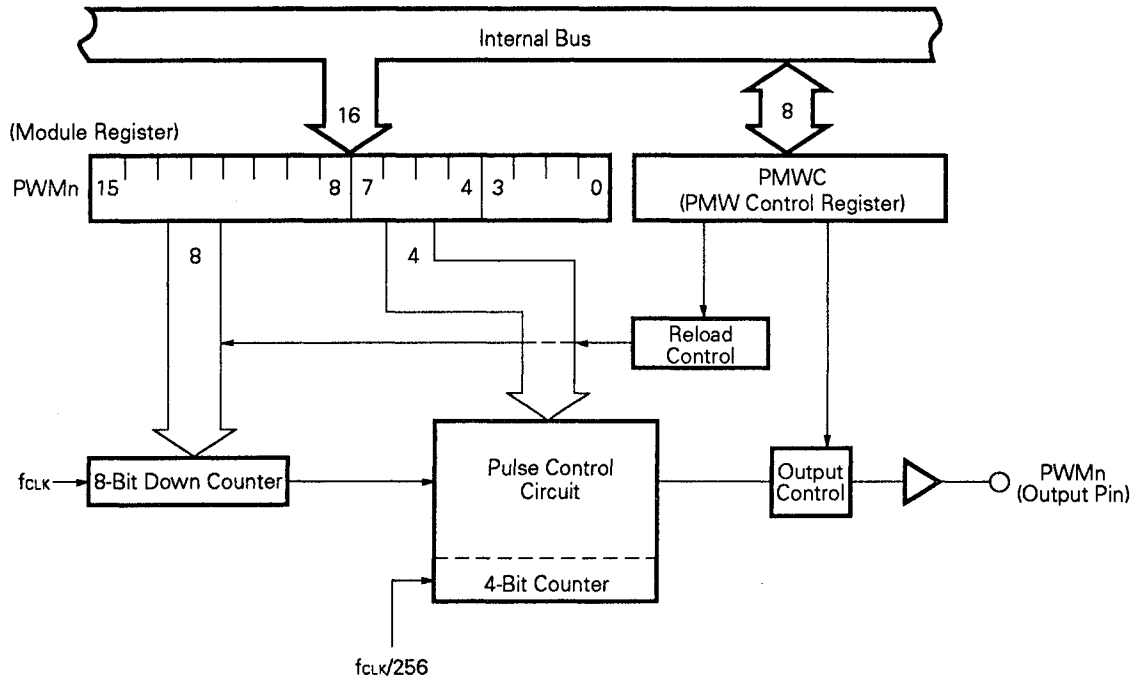 Internal Bus
16
8
(Module Register)
PWMn
15 8 7 4 3 0
PMWC
(PMW Control Register)
8
4
Reload
Control
fCLK
8-Bit Down Counter
Pulse Control
Circuit
Output
Control
PWMn
(Output Pin)
4-Bit Counter
fCLK/256